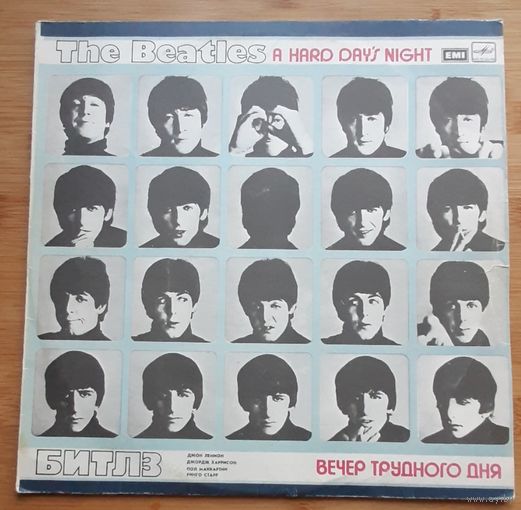 The Beatles A HARD DAY'S NIGHT EMI
БИТЛЗ
ДЖОН ЛЕННОН
ДЖОРДЖ ХАРРИСОН
ПОЛ МАККАРТНИ
РИНГО СТАРР
ВЕЧЕР ТРУДНОГО ДНЯ